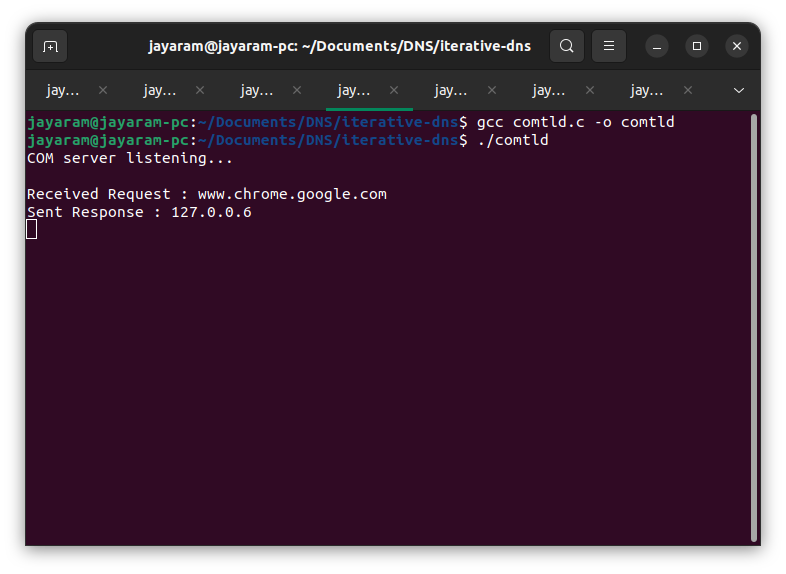 jayaram@jayaram-pc: ~/Documents/DNS/iterative-dns
jay... jay... jay... jay... jay... jay... jay...
jayaram@jayaram-pc:~/Documents/DNS/iterative-dns$ gcc comtld.c -o comtld
jayaram@jayaram-pc:~/Documents/DNS/iterative-dns$ ./comtld
COM server listening...
Received Request : www.chrome.google.com
Sent Response : 127.0.0.6